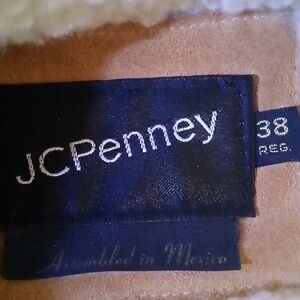 JCPenney
38
REG.
Assembled in Mexico